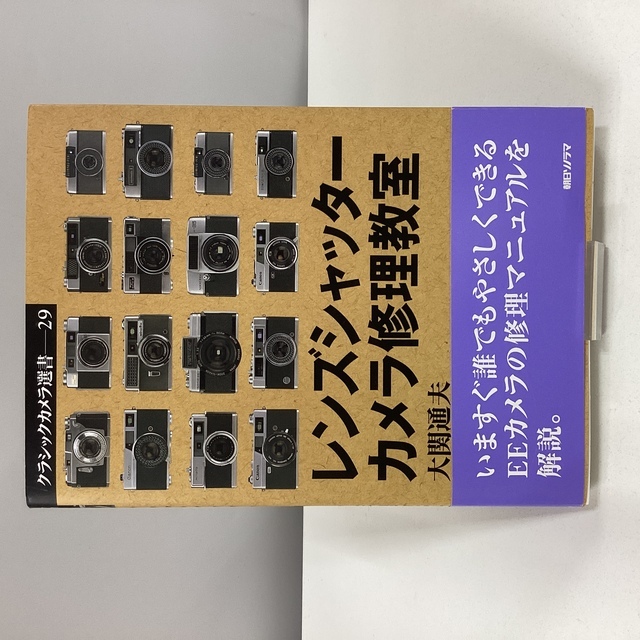 クラシックカメラ選書—29
レンズシャッター
カメラ修理教室
大関通夫
いますぐ誰でもやさしくできる
EEカメラの修理マニュアルを
解説。
朝日ソノラマ